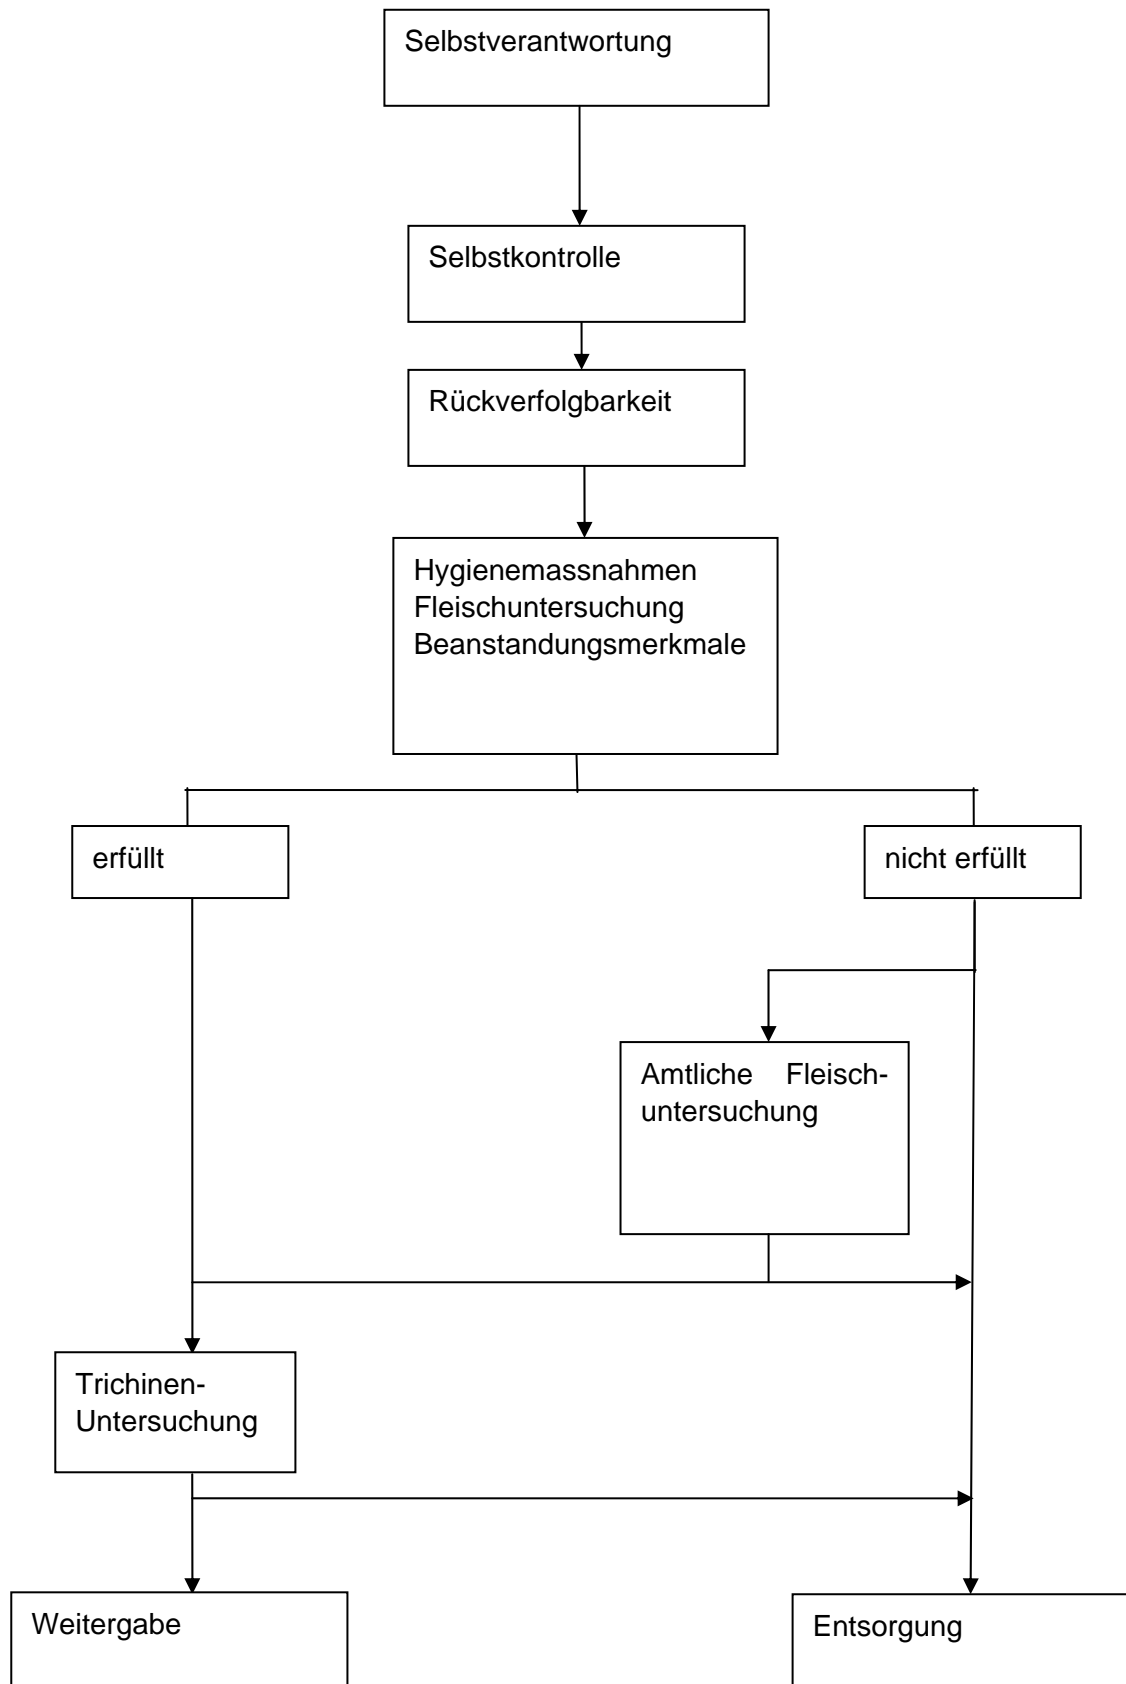 Selbstverantwortung
Selbstkontrolle
Rückverfolgbarkeit
Hygienemassnahmen
Fleischuntersuchung
Beanstandungsmerkmale
erfüllt
nicht erfüllt
Amtliche Fleisch-
untersuchung
Trichinen-
Untersuchung
Weitergabe
Entsorgung